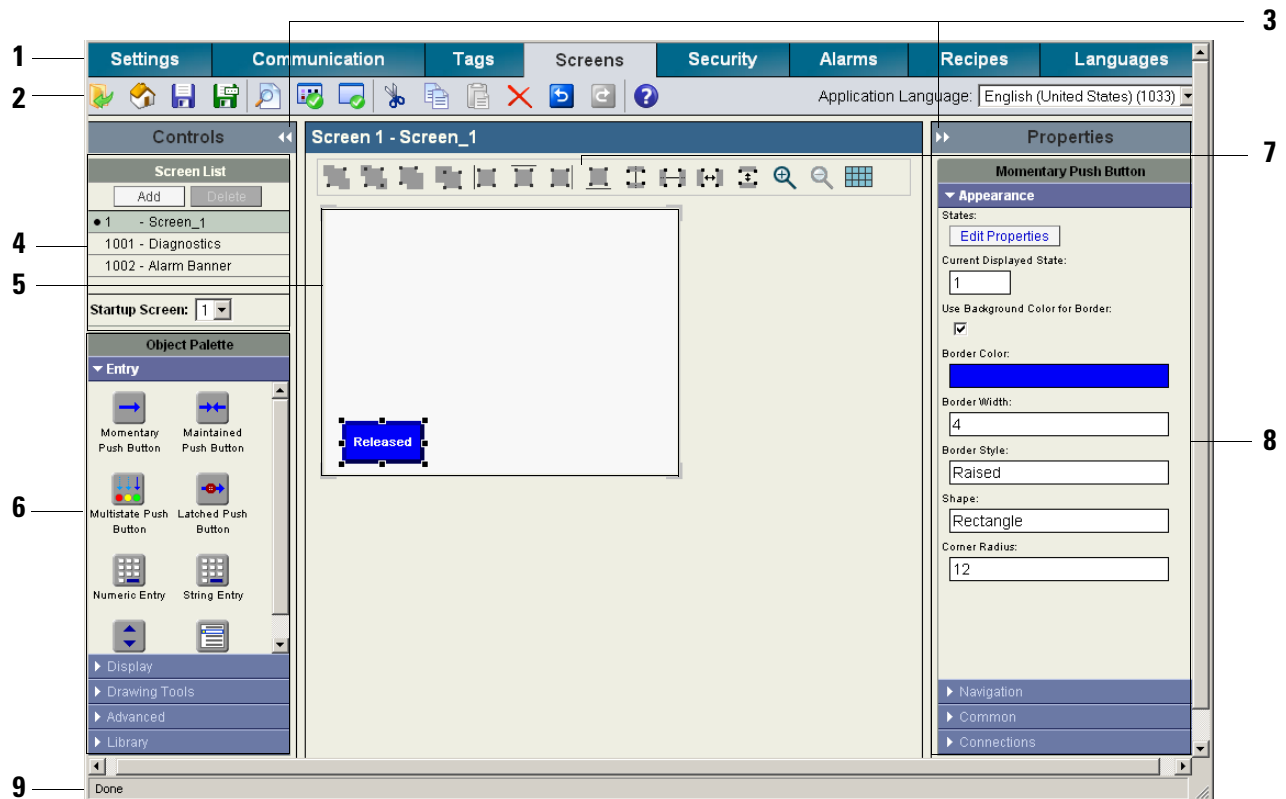 3
1
Settings Communication Tags Screens Security Alarms Recipes Languages
2
Application Language: English (United States) (1033)
Controls
Screen 1 - Screen_1
Properties
7
Screen List
Add Delete
1 - Screen_1
1001 - Diagnostics
1002 - Alarm Banner
4
5
Startup Screen: 1
Object Palette
Entry
Momentary Push Button
Maintained Push Button
Multistate Push Button
Latched Push Button
6
Numeric Entry
String Entry
Display
Drawing Tools
Advanced
Library
Released
Momentary Push Button
Appearance
States:
Edit Properties
Current Displayed State:
1
Use Background Color for Border:
Border Color:
Border Width:
4
8
Border Style:
Raised
Shape:
Rectangle
Corner Radius:
12
Navigation
Common
Connections
9
Done